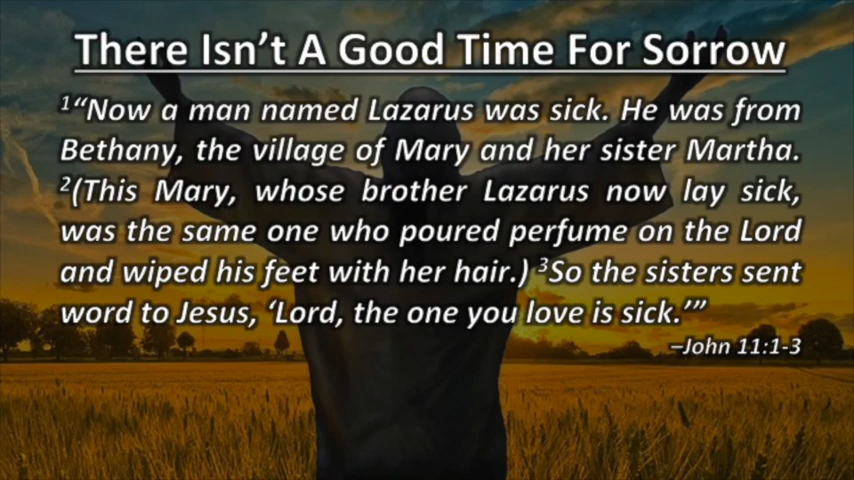 There Isn’t A Good Time For Sorrow
¹“Now a man named Lazarus was sick. He was from
Bethany, the village of Mary and her sister Martha.
²(This Mary, whose brother Lazarus now lay sick,
was the same one who poured perfume on the Lord
and wiped his feet with her hair.) ³So the sisters sent
word to Jesus, ‘Lord, the one you love is sick.’”
–John 11:1-3